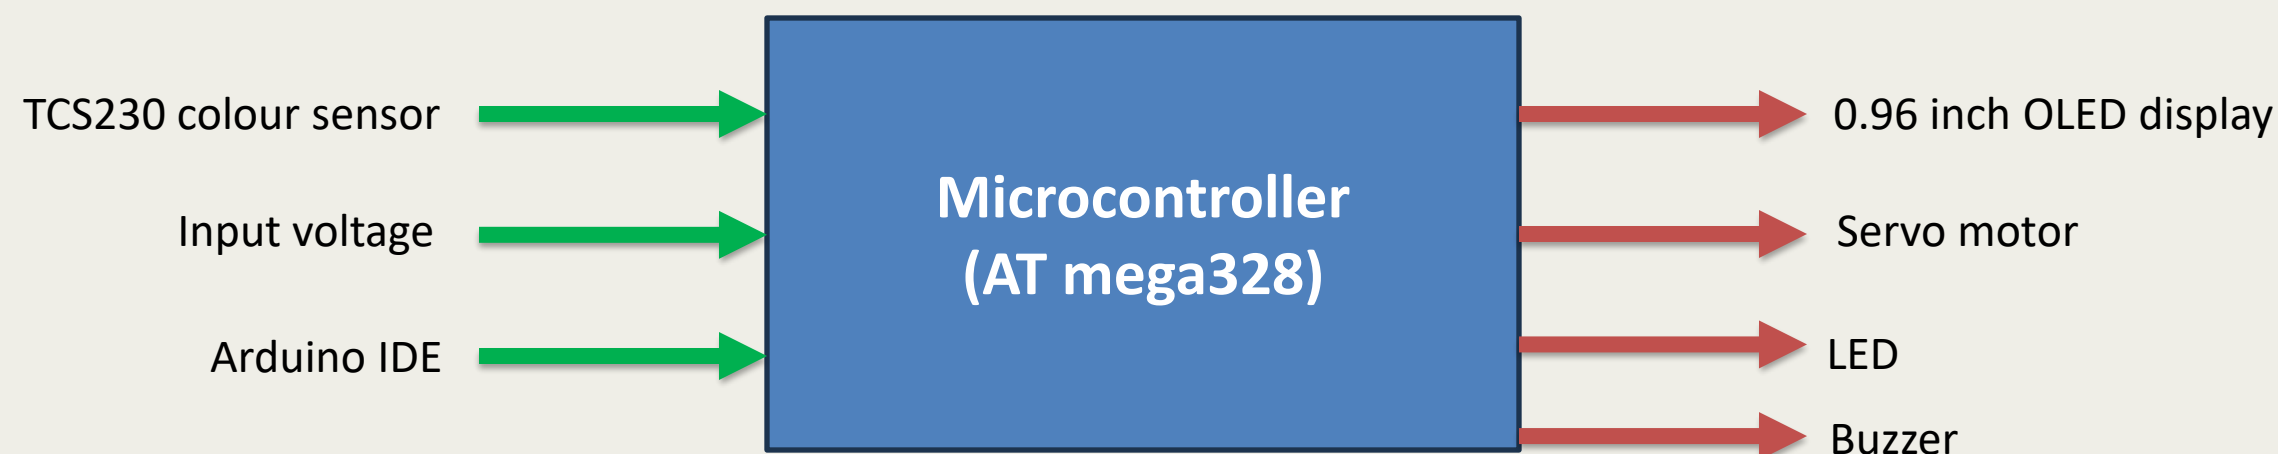 TCS230 colour sensor
Input voltage
Arduino IDE
Microcontroller
(AT mega328)
0.96 inch OLED display
Servo motor
LED
Buzzer